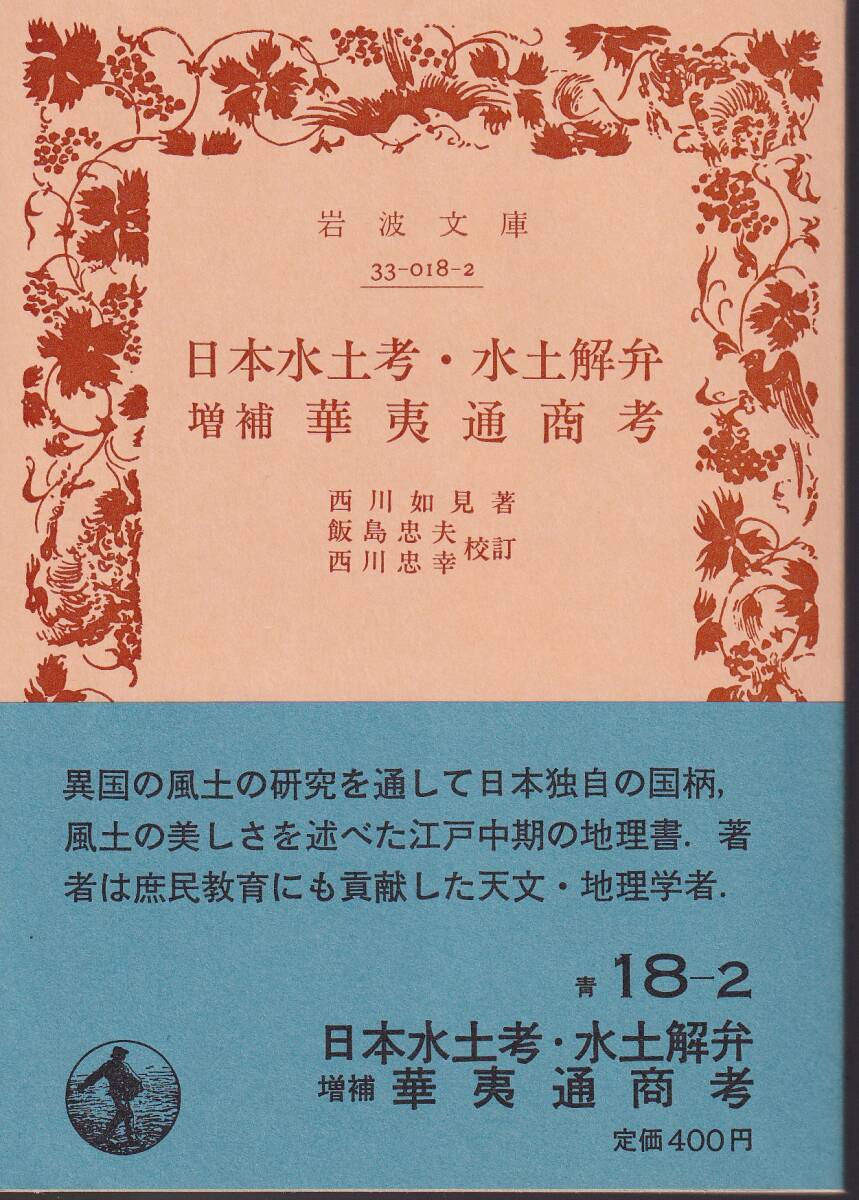 岩波文庫
33-018-2
日本水土考・水土解弁
増補 華夷通商考
西川如見著
飯島忠夫
西川忠幸 校訂
異国の風土の研究を通して日本独自の国柄,
風土の美しさを述べた江戸中期の地理書. 著
者は庶民教育にも貢献した天文・地理学者.
青 18-2
日本水土考・水土解弁
増補 華夷通商考
定価400円